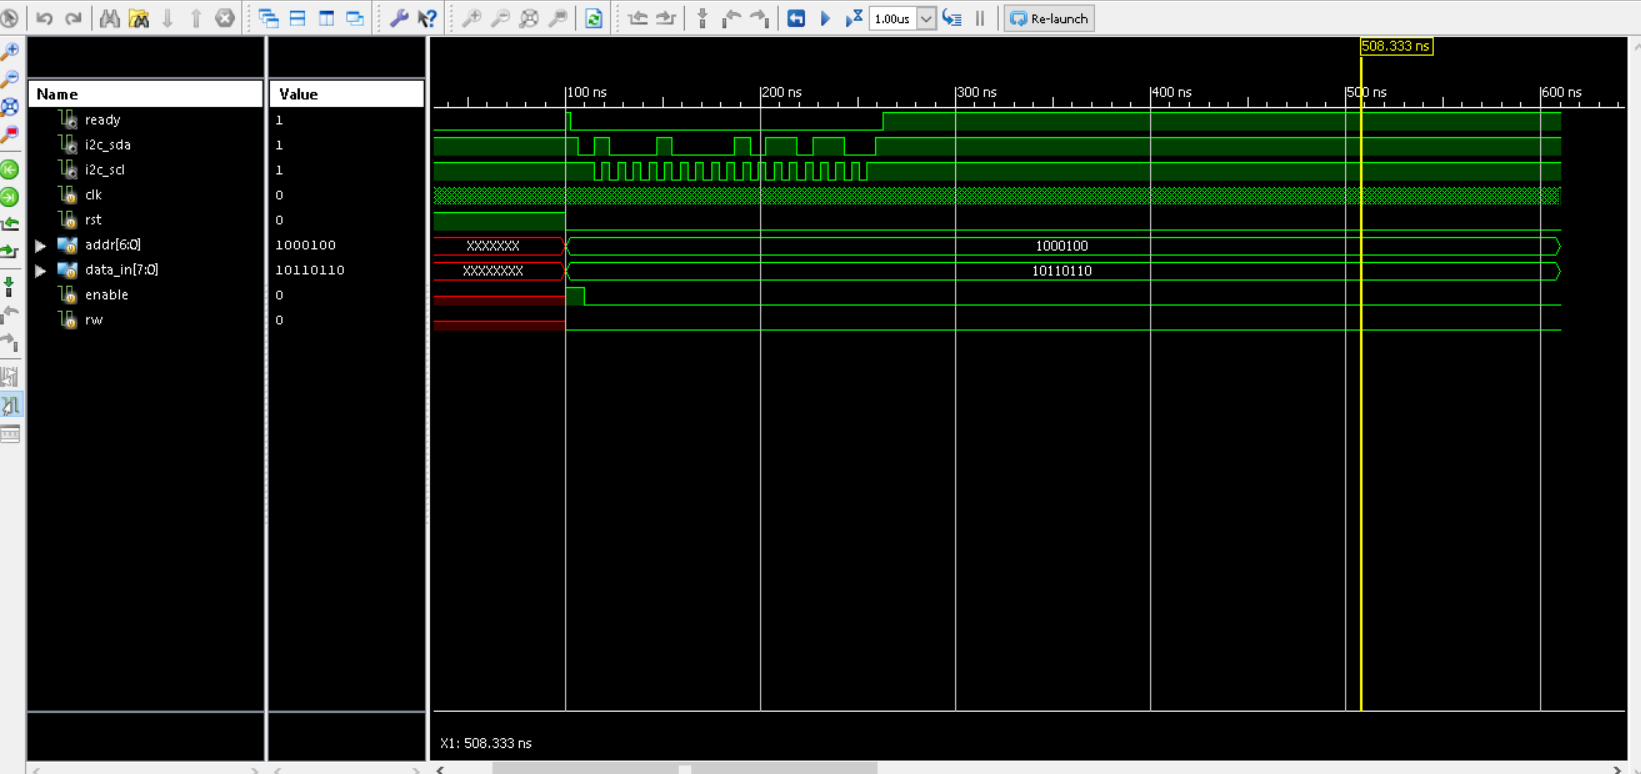 1.00us Re-launch
508.333 ns
Name Value
100 ns 200 ns 300 ns 400 ns 500 ns 600 ns
ready 1
i2c_sda 1
i2c_scl 1
clk 0
rst 0
addr[6:0] 1000100 XXXXXXX 1000100
data_in[7:0] 10110110 XXXXXXXX 10110110
enable 0
rw 0
X1: 508.333 ns